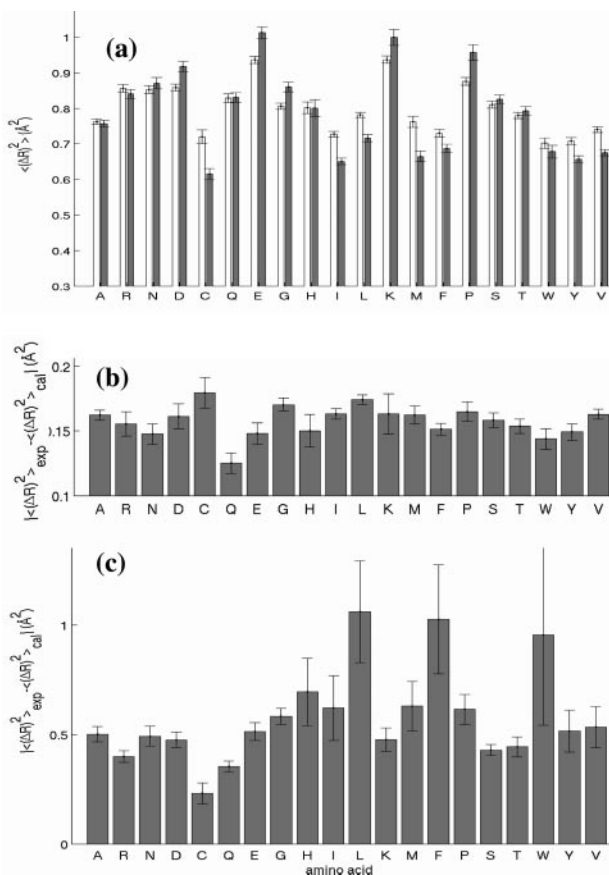 (a)
<(ΔR)²> (Å²)
1
0.9
0.8
0.7
0.6
0.5
0.4
0.3
A R N D C Q E G H I L K M F P S T W Y V
(b)
|<(ΔR)²>exp-<(ΔR)²>cal| (Å²)
0.2
0.15
0.1
A R N D C Q E G H I L K M F P S T W Y V
(c)
|<(ΔR)²>exp-<(ΔR)²>cal| (Å²)
1
0.5
0
A R N D C Q E G H I L K M F P S T W Y V
amino acid